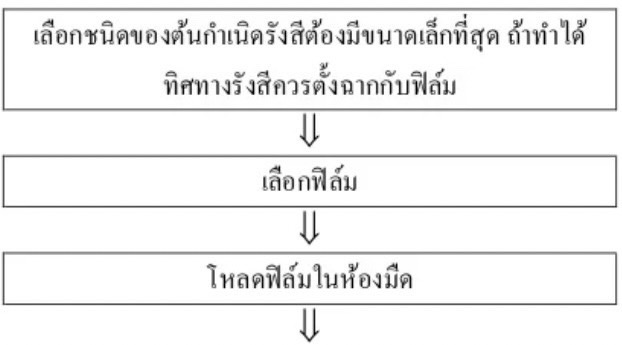 เลือกชนิดของต้นกำเนิดรังสีต้องมีขนาดเล็กที่สุด ถ้าทำได้
ทิศทางรังสีควรตั้งฉากกับฟิล์ม
เลือกฟิล์ม
โหลดฟิล์มในห้องมืด